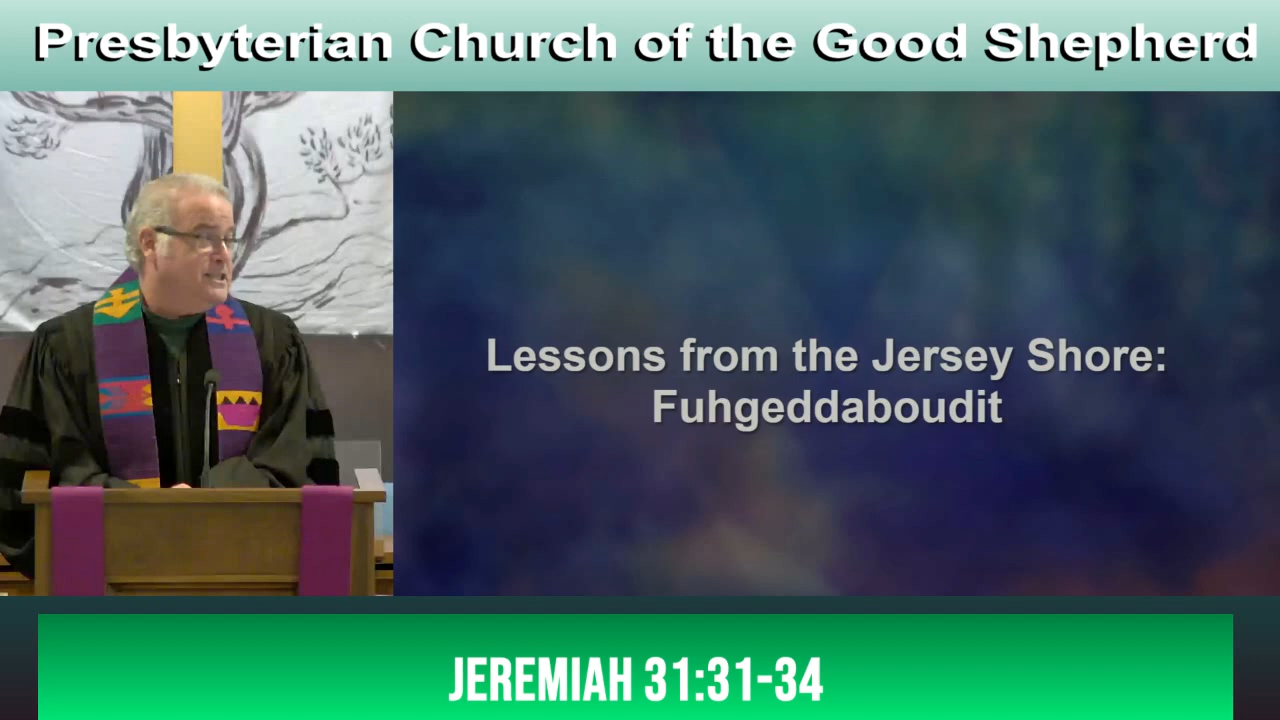 Presbyterian Church of the Good Shepherd
Lessons from the Jersey Shore:
Fuhgeddaboudit
JEREMIAH 31:31-34